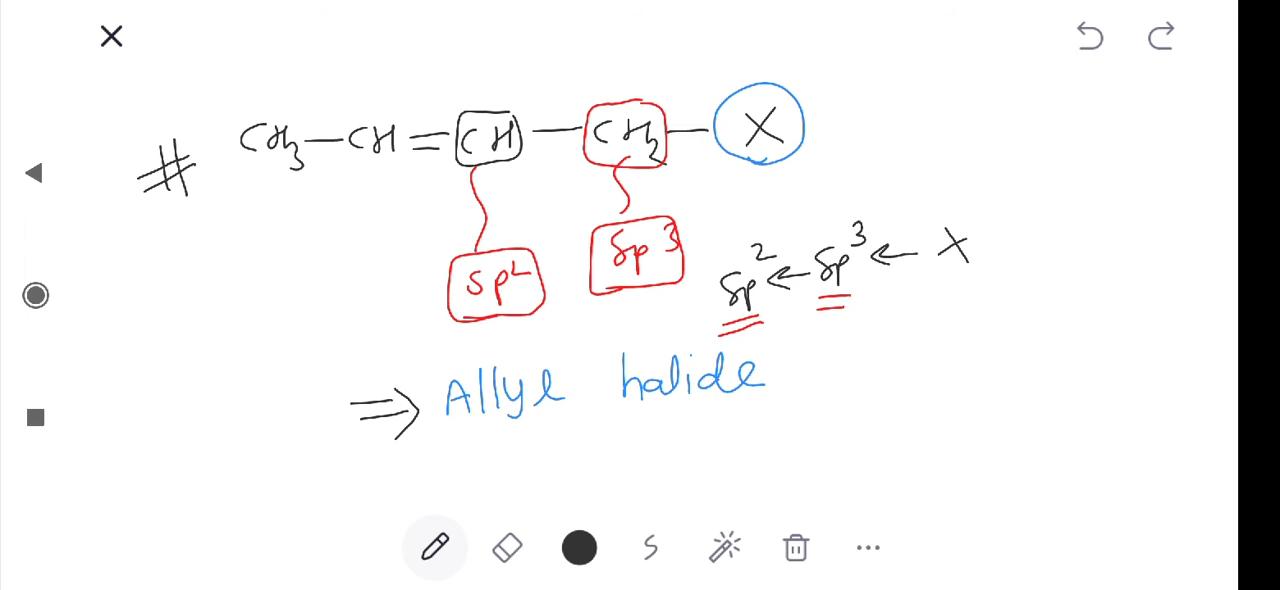 # CH₃—CH=CH—CH₂—X
sp² sp³
sp²←sp³←X
⇒ Allyl halide